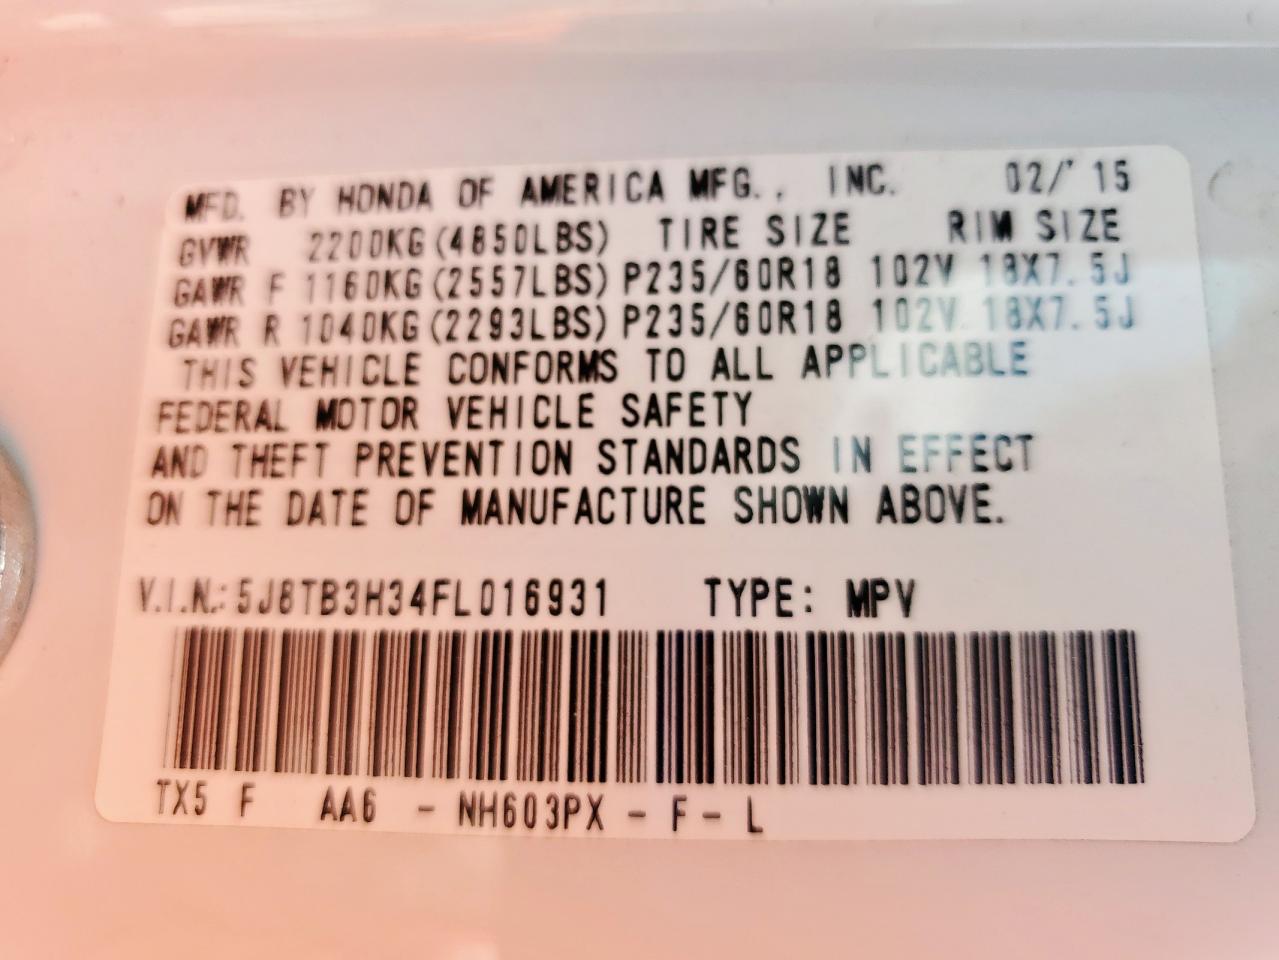 MFD. BY HONDA OF AMERICA MFG., INC. 02/'15
GVWR 2200KG(4850LBS) TIRE SIZE RIM SIZE
GAWR F 1160KG(2557LBS) P235/60R18 102V 18X7.5J
GAWR R 1040KG(2293LBS) P235/60R18 102V 18X7.5J
THIS VEHICLE CONFORMS TO ALL APPLICABLE
FEDERAL MOTOR VEHICLE SAFETY
AND THEFT PREVENTION STANDARDS IN EFFECT
ON THE DATE OF MANUFACTURE SHOWN ABOVE.
V.I.N.:5J8TB3H34FL016931 TYPE: MPV
TX5 F AA6 - NH603PX - F - L